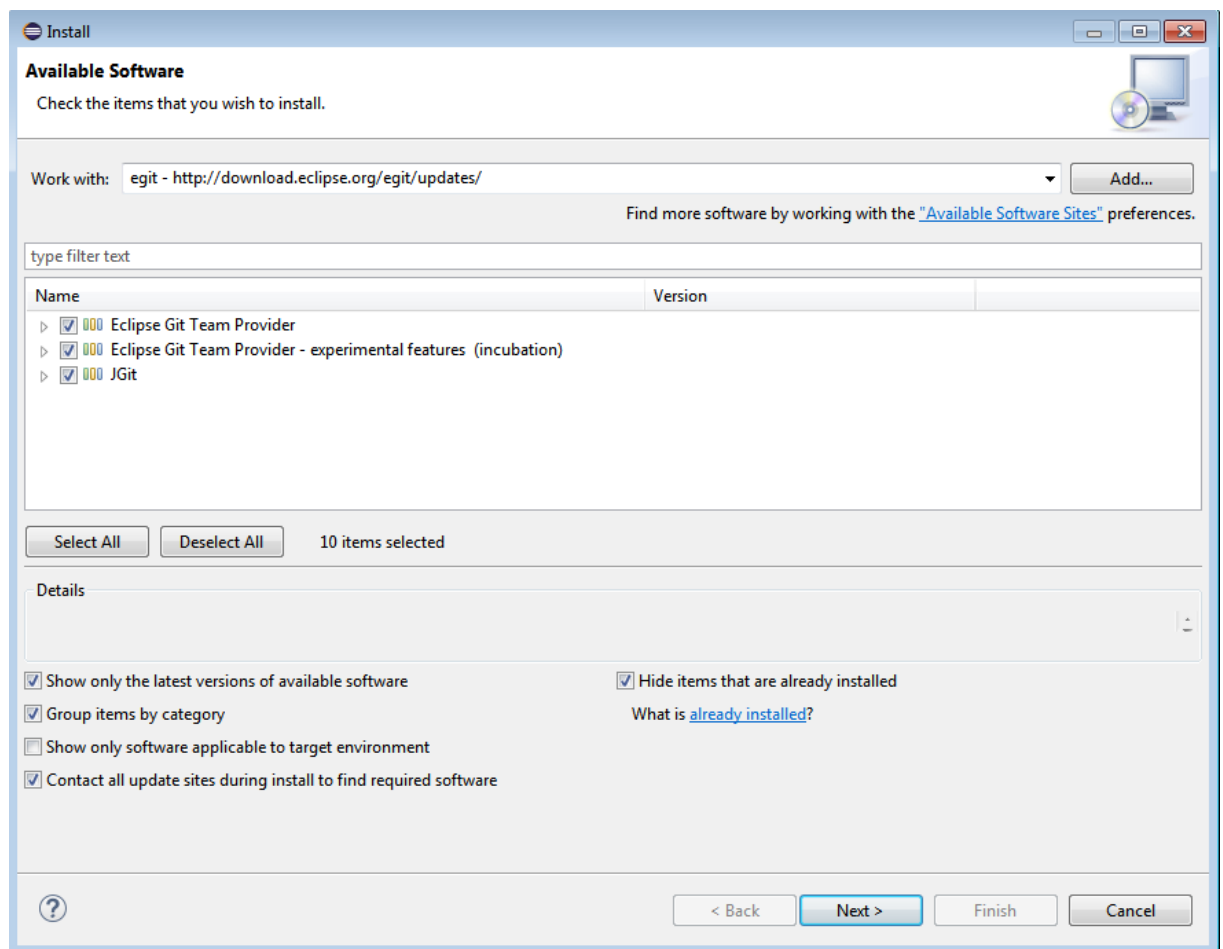 Install
Available Software
Check the items that you wish to install.
Work with: egit - http://download.eclipse.org/egit/updates/ Add...
Find more software by working with the "Available Software Sites" preferences.
type filter text
Name Version
Eclipse Git Team Provider
Eclipse Git Team Provider - experimental features (incubation)
JGit
Select All Deselect All 10 items selected
Details
Show only the latest versions of available software Hide items that are already installed
Group items by category What is already installed?
Show only software applicable to target environment
Contact all update sites during install to find required software
? < Back Next > Finish Cancel